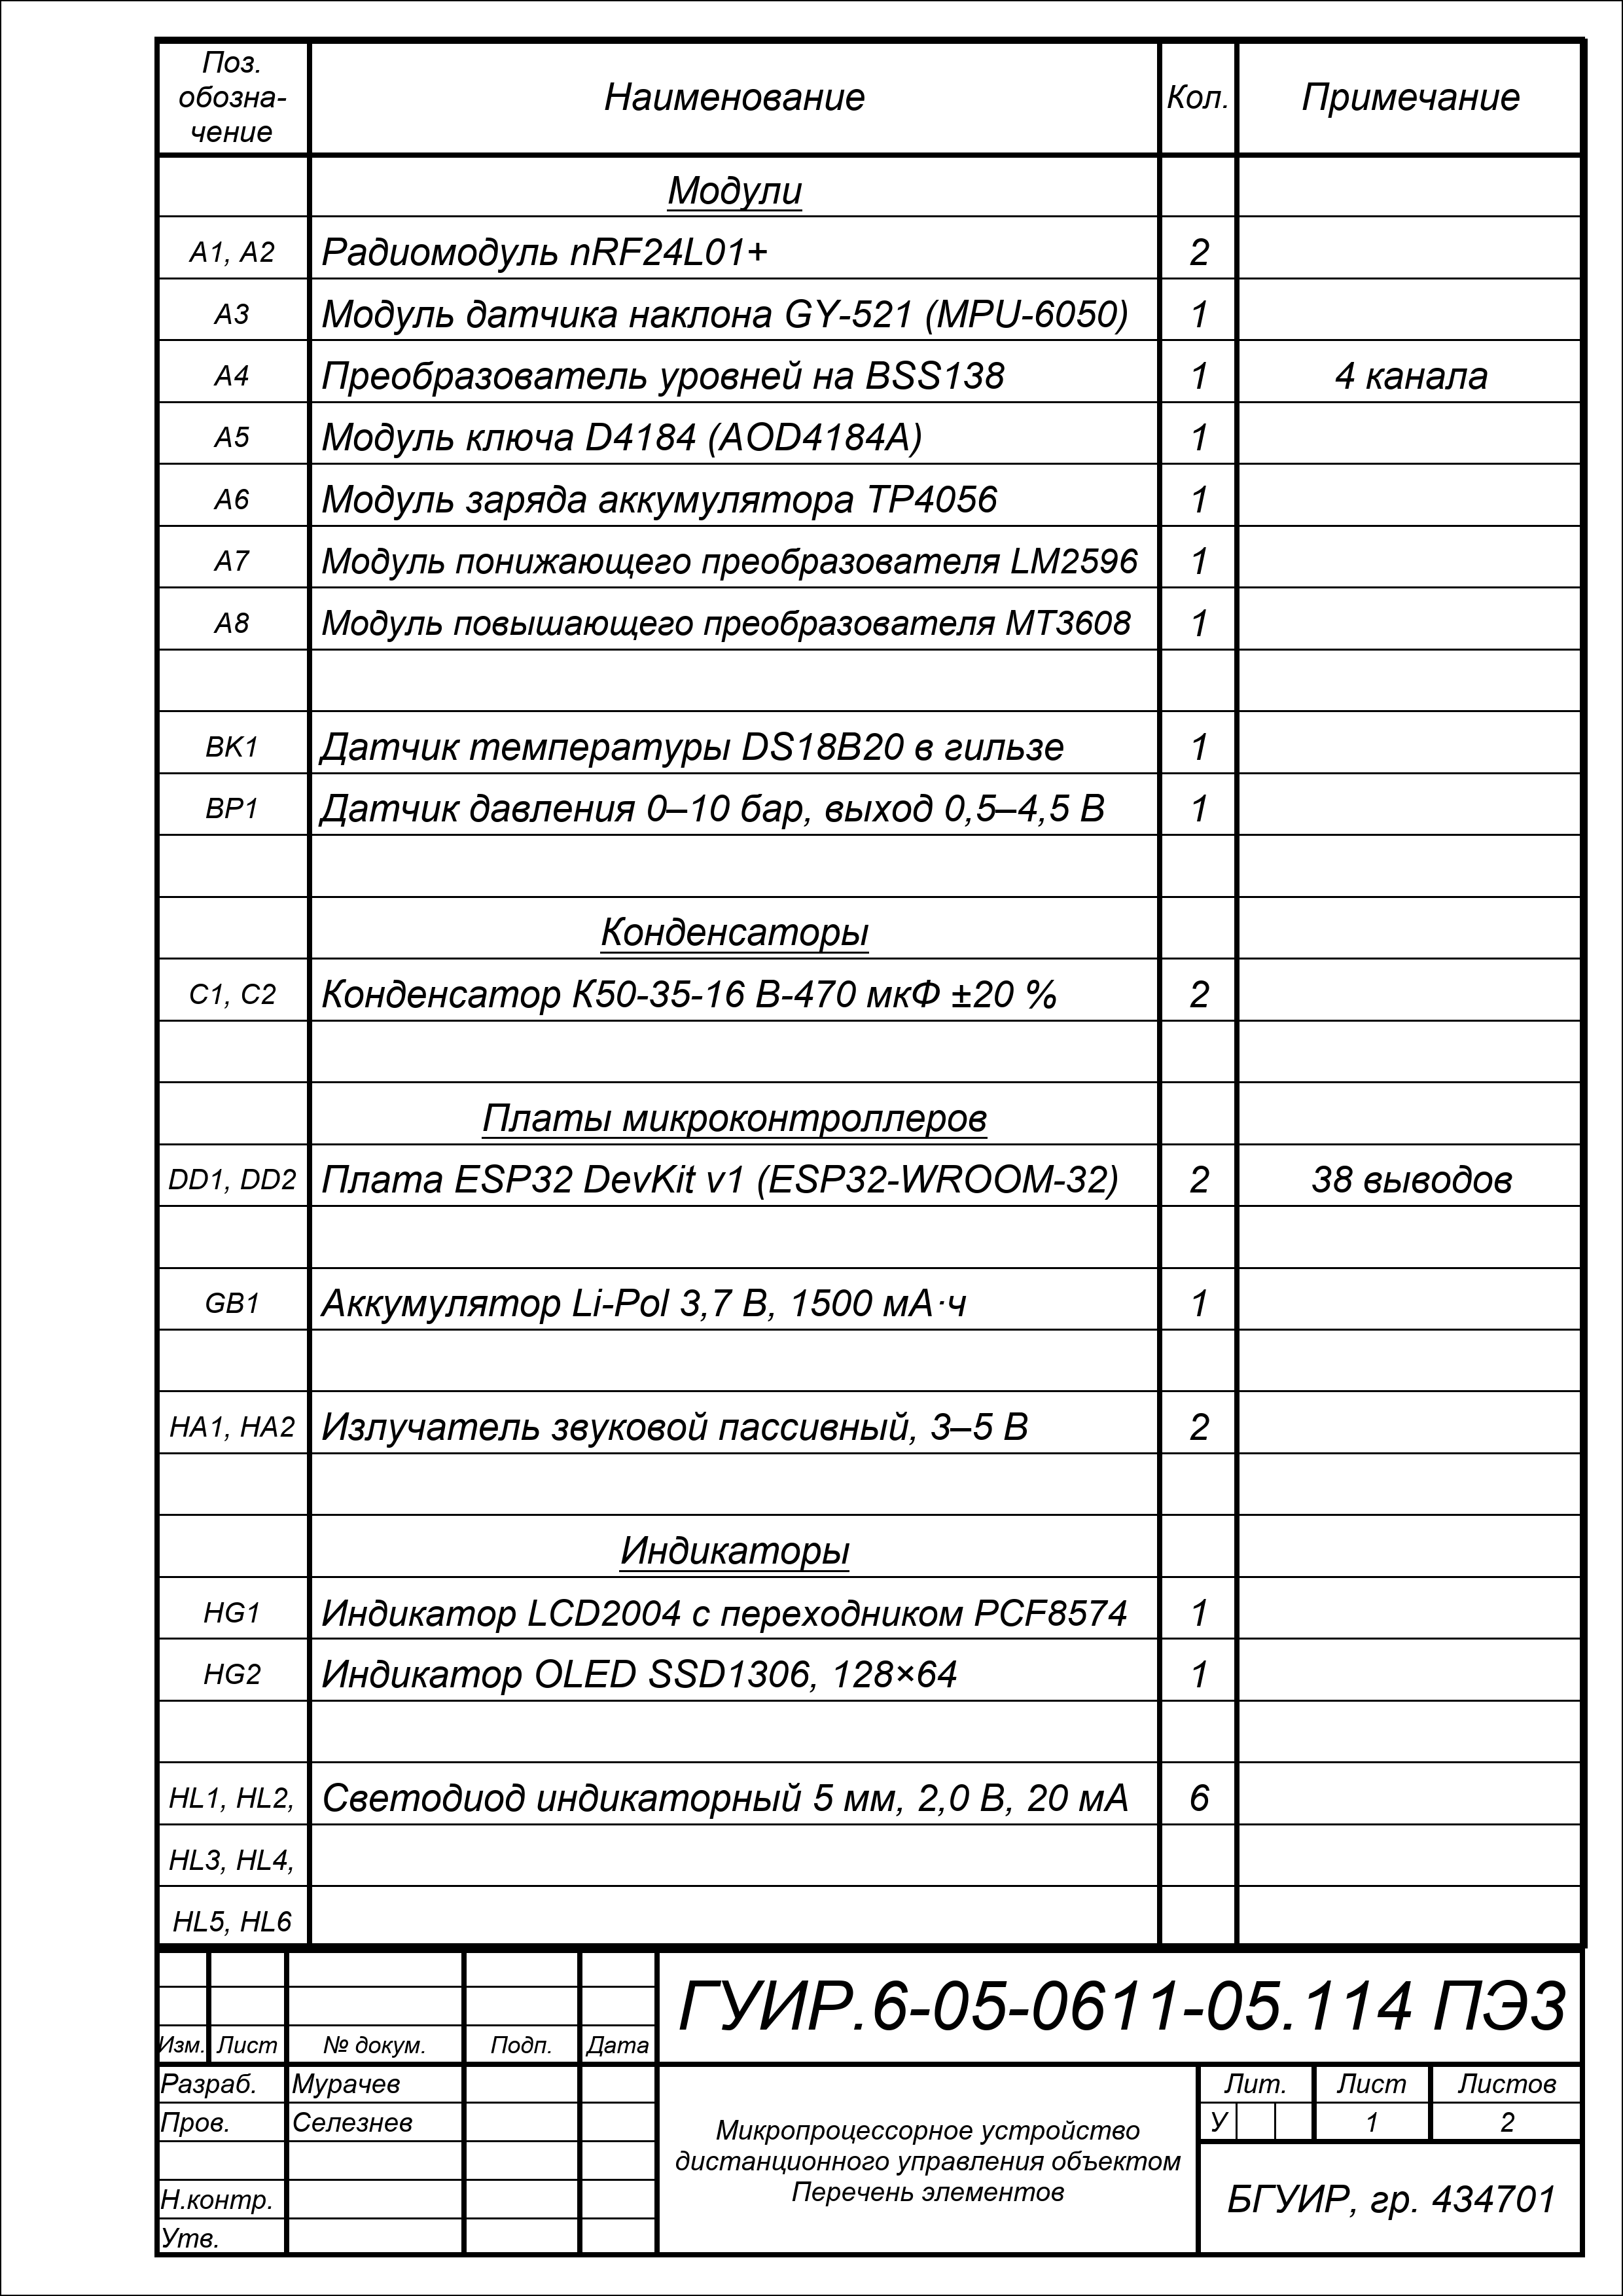 Поз. обозна- чение Наименование Кол. Примечание
Модули
A1, A2 Радиомодуль nRF24L01+ 2
A3 Модуль датчика наклона GY-521 (MPU-6050) 1
A4 Преобразователь уровней на BSS138 1 4 канала
A5 Модуль ключа D4184 (AOD4184A) 1
A6 Модуль заряда аккумулятора TP4056 1
A7 Модуль понижающего преобразователя LM2596 1
A8 Модуль повышающего преобразователя MT3608 1
BK1 Датчик температуры DS18B20 в гильзе 1
BP1 Датчик давления 0–10 бар, выход 0,5–4,5 В 1
Конденсаторы
C1, C2 Конденсатор К50-35-16 В-470 мкФ ±20 % 2
Платы микроконтроллеров
DD1, DD2 Плата ESP32 DevKit v1 (ESP32-WROOM-32) 2 38 выводов
GB1 Аккумулятор Li-Pol 3,7 В, 1500 мА·ч 1
HA1, HA2 Излучатель звуковой пассивный, 3–5 В 2
Индикаторы
HG1 Индикатор LCD2004 с переходником PCF8574 1
HG2 Индикатор OLED SSD1306, 128×64 1
HL1, HL2, Светодиод индикаторный 5 мм, 2,0 В, 20 мА 6
HL3, HL4,
HL5, HL6
ГУИР.6-05-0611-05.114 ПЭ3
Изм. Лист № докум. Подп. Дата
Разраб. Мурачев
Пров. Селезнев
Н.контр.
Утв.
Микропроцессорное устройство
дистанционного управления объектом
Перечень элементов
Лит. Лист Листов
У 1 2
БГУИР, гр. 434701